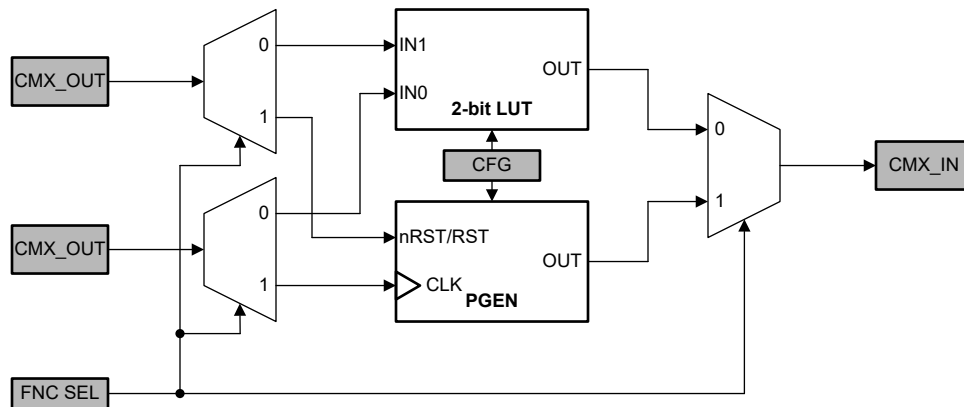 CMX_OUT
0
1
IN1
IN0
OUT
2-bit LUT
CFG
0
1
CMX_IN
CMX_OUT
0
1
nRST/RST
CLK
OUT
PGEN
FNC SEL